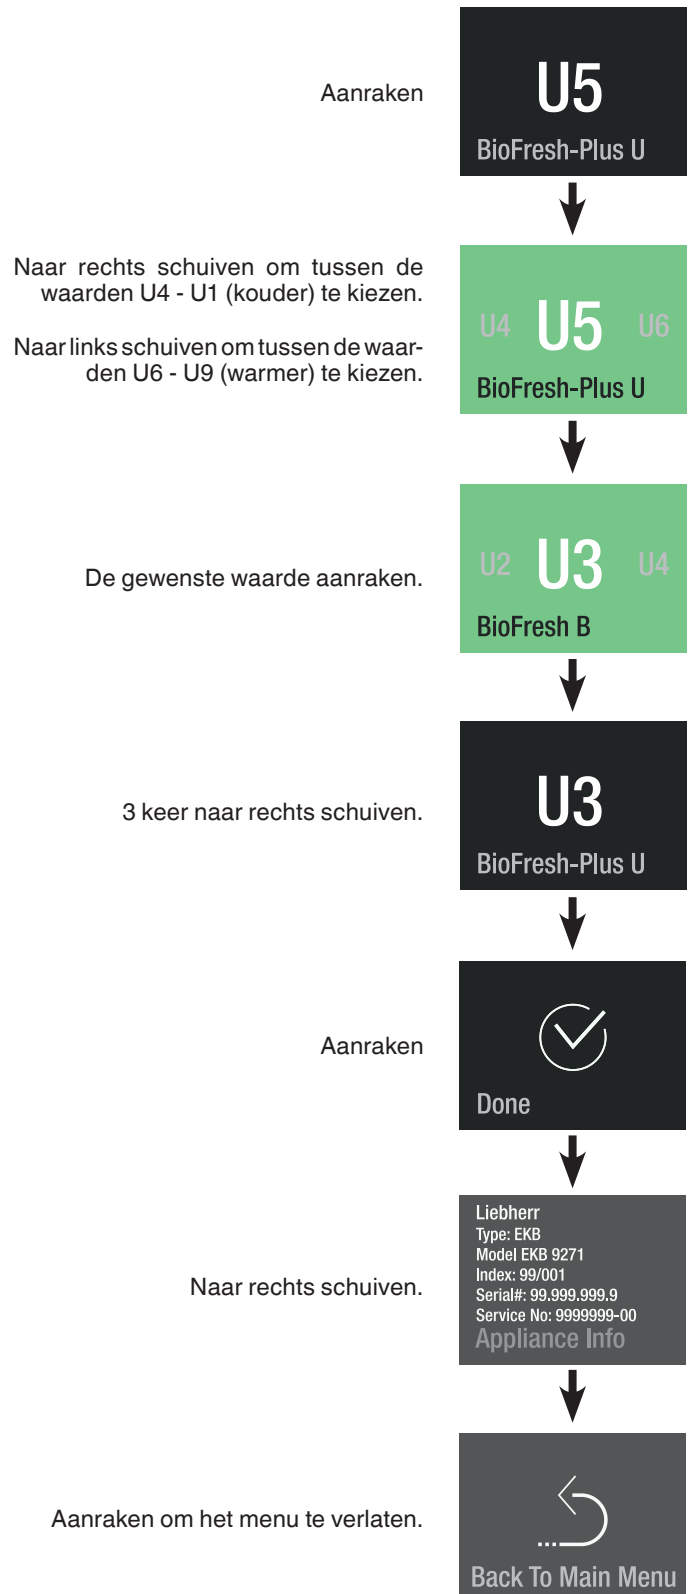 Aanraken
U5
BioFresh-Plus U
Naar rechts schuiven om tussen de
waarden U4 - U1 (kouder) te kiezen.
Naar links schuiven om tussen de waar-
den U6 - U9 (warmer) te kiezen.
U4 U5 U6
BioFresh-Plus U
De gewenste waarde aanraken.
U2 U3 U4
BioFresh B
3 keer naar rechts schuiven.
U3
BioFresh-Plus U
Aanraken
Done
Naar rechts schuiven.
Liebherr
Type: EKB
Model EKB 9271
Index: 99/001
Serial#: 99.999.999.9
Service No: 9999999-00
Appliance Info
Aanraken om het menu te verlaten.
Back To Main Menu